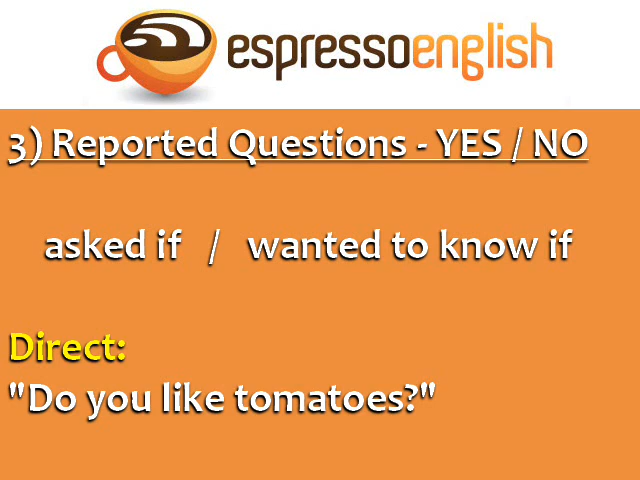 espressoenglish
3) Reported Questions - YES / NO
asked if / wanted to know if
Direct:
"Do you like tomatoes?"